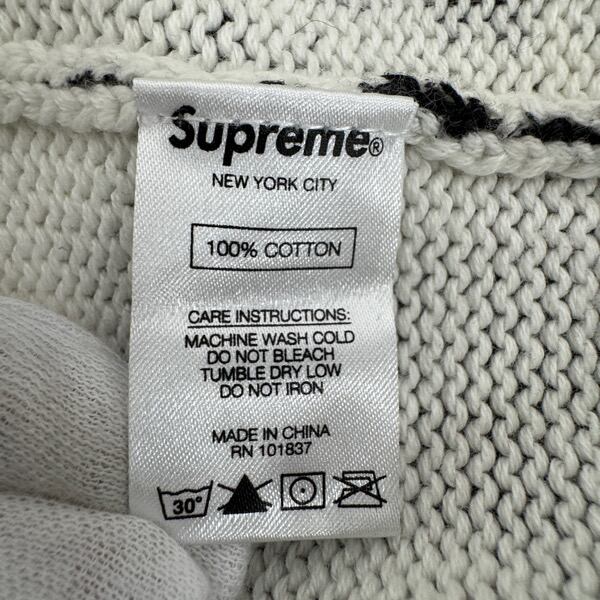 Supreme®
NEW YORK CITY
100% COTTON
CARE INSTRUCTIONS:
MACHINE WASH COLD
DO NOT BLEACH
TUMBLE DRY LOW
DO NOT IRON
MADE IN CHINA
RN 101837
30°